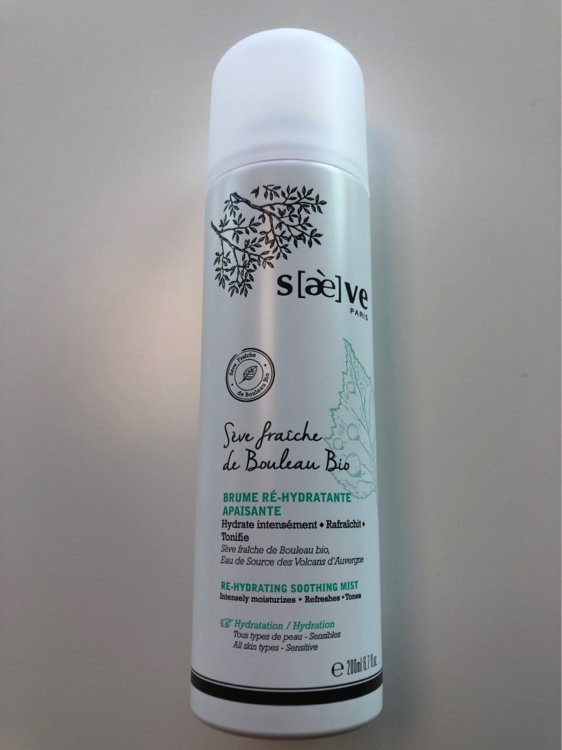 s[æ̀]ve
PARIS
Sève Fraîche
de Bouleau Bio
Sève fraîche
de Bouleau Bio
BRUME RÉ-HYDRATANTE
APAISANTE
Hydrate intensément ♦ Rafraîchit ♦
Tonifie
Sève fraîche de Bouleau bio,
Eau de Source des Volcans d'Auvergne
RE-HYDRATING SOOTHING MIST
Intensely moisturizes ♦ Refreshes ♦ Tones
Hydratation / Hydration
Tous types de peau - Sensibles
All skin types - Sensitive
e 200ml 6.7 fl.oz